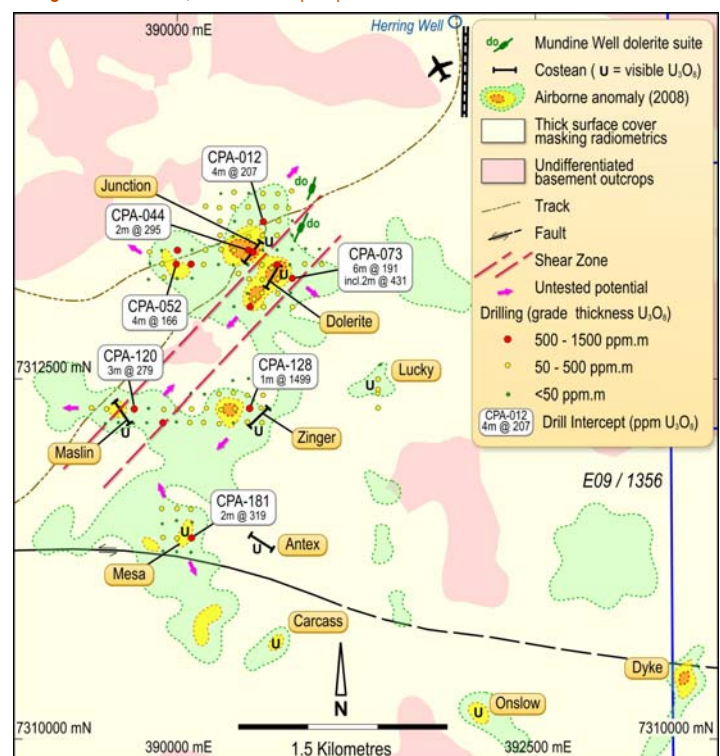 390000 mE
Herring Well
do
Mundine Well dolerite suite
Costean ( U = visible U₃O₈)
Airborne anomaly (2008)
Thick surface cover
masking radiometrics
Undifferentiated
basement outcrops
Track
Fault
Shear Zone
Untested potential
Drilling (grade thickness U₃O₈)
500 - 1500 ppm.m
50 - 500 ppm.m
<50 ppm.m
CPA-012
4m @ 207
Drill Intercept (ppm U₃O₈)
CPA-012
4m @ 207
Junction
do
do
CPA-044
2m @ 295
U
CPA-073
6m @ 191
incl.2m @ 431
U
CPA-052
4m @ 166
Dolerite
7312500 mN
CPA-120
3m @ 279
CPA-128
1m @ 1499
Lucky
U
U
Maslin
U
Zinger
E09 / 1356
CPA-181
2m @ 319
U
U
Antex
Mesa
Carcass
U
Dyke
Onslow
U
N
7310000 mN
390000 mE
1.5 Kilometres
392500 mE
7310000 mN